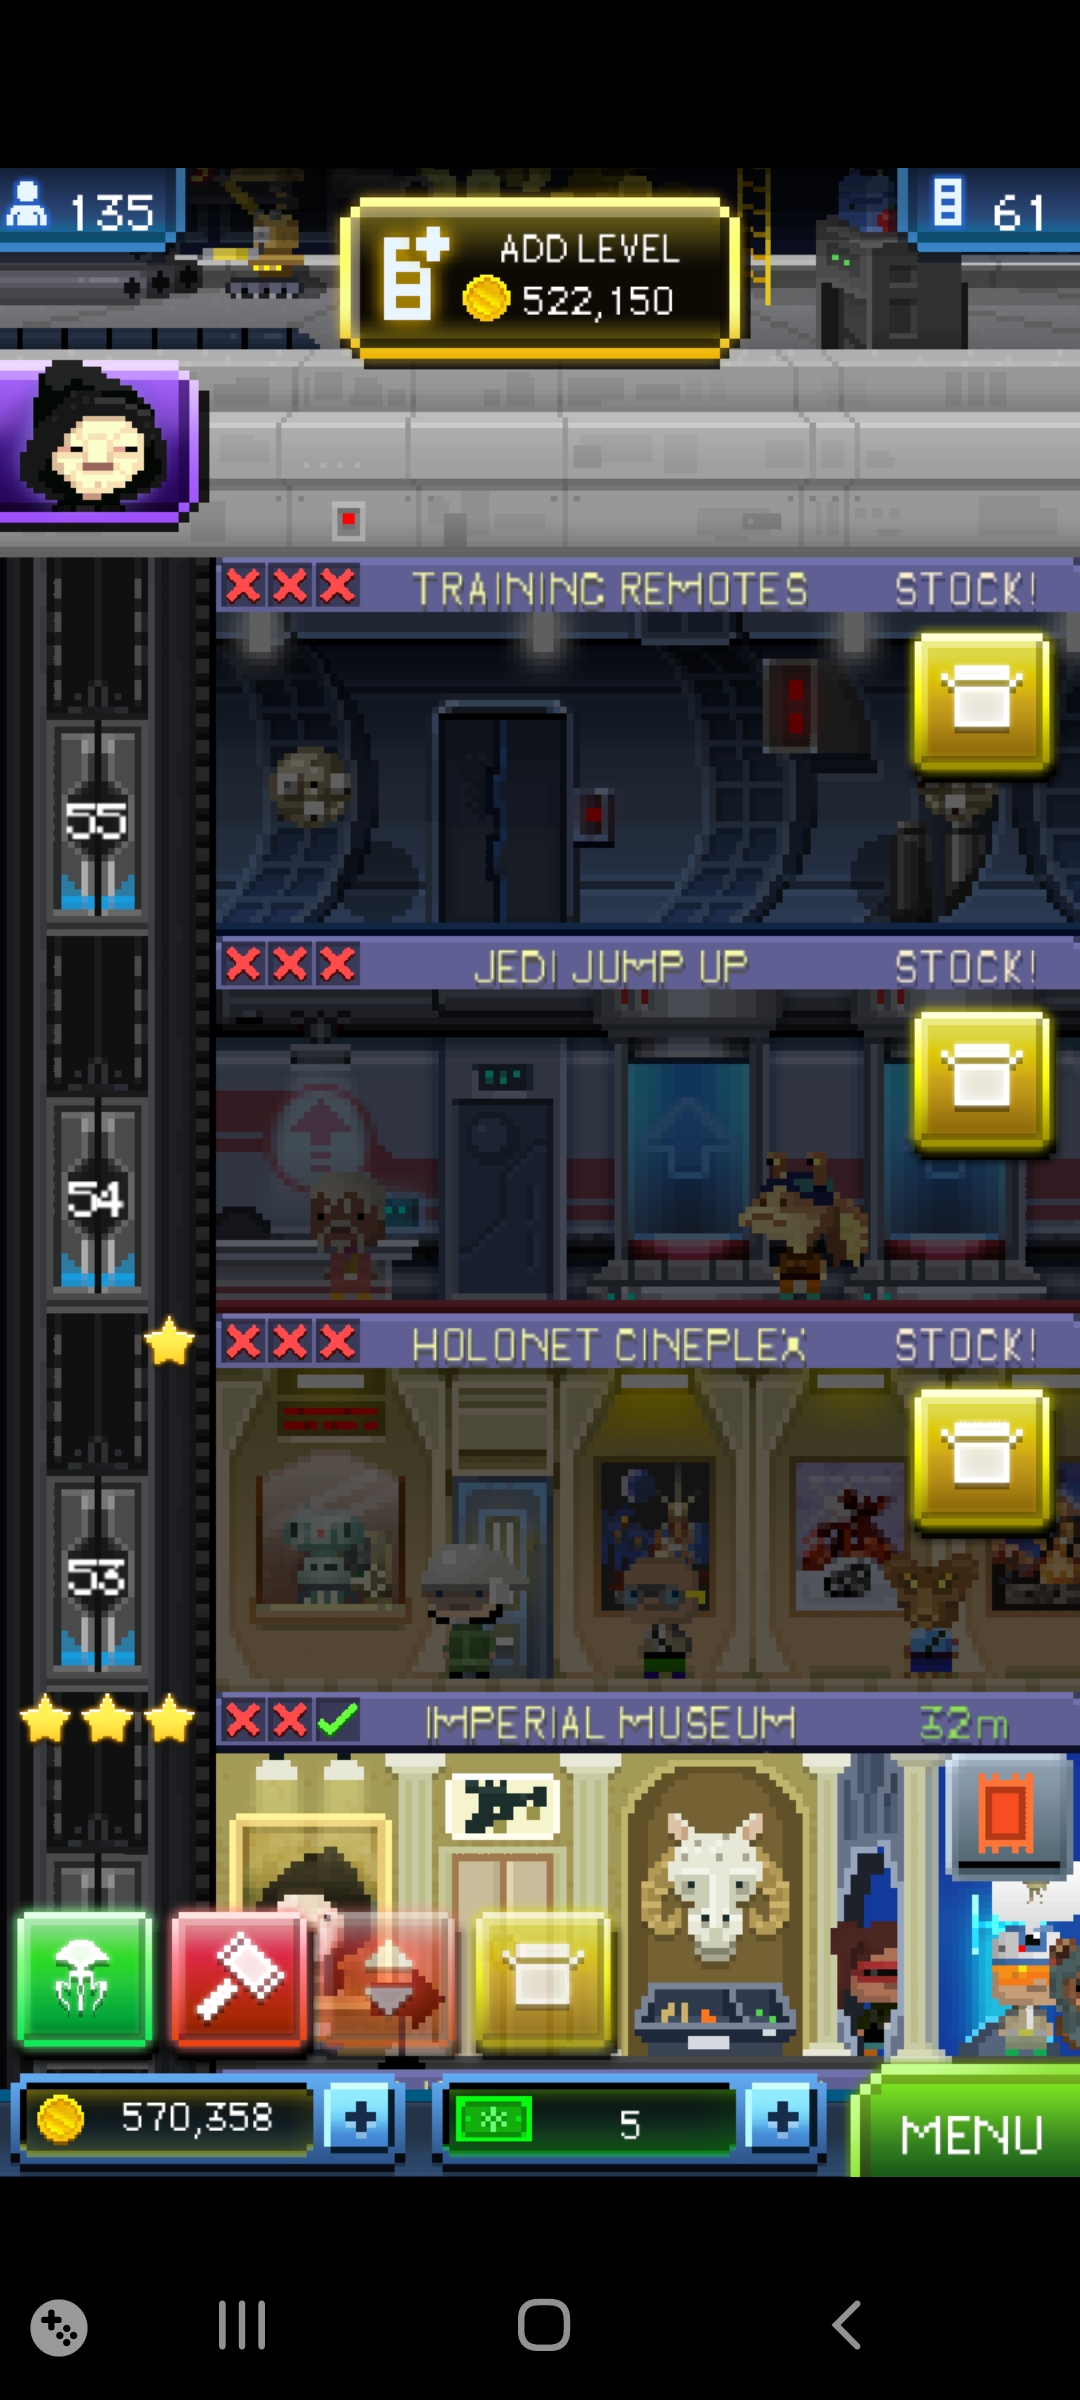 135
ADD LEVEL
522,150
61
TRAINING REMOTES
STOCK!
55
JEDI JUMP UP
STOCK!
54
HOLONET CINEPLEX
STOCK!
53
IMPERIAL MUSEUM
32m
570,358
5
MENU